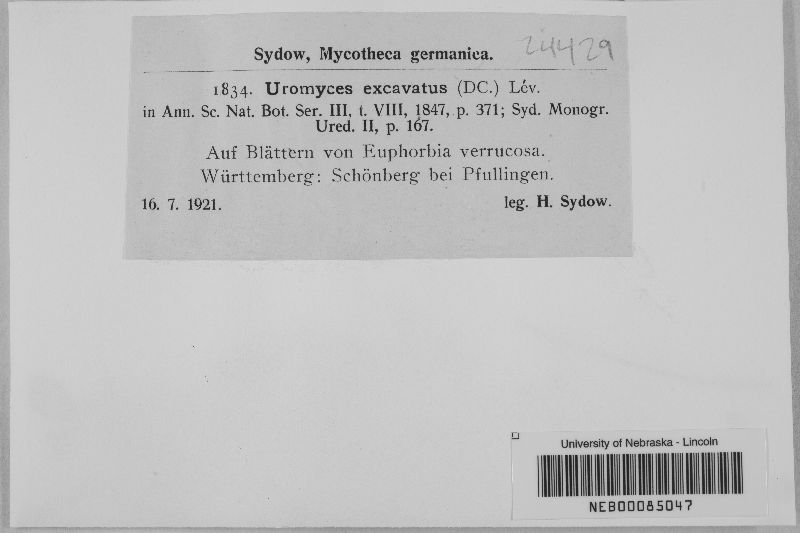 Sydow, Mycotheca germanica. 24429
1834. Uromyces excavatus (DC.) Lév.
in Ann. Sc. Nat. Bot. Ser. III, t. VIII, 1847, p. 371; Syd. Monogr.
Ured. II, p. 167.
Auf Blättern von Euphorbia verrucosa.
Württemberg: Schönberg bei Pfullingen.
16. 7. 1921. leg. H. Sydow.
University of Nebraska - Lincoln
NEB00085047